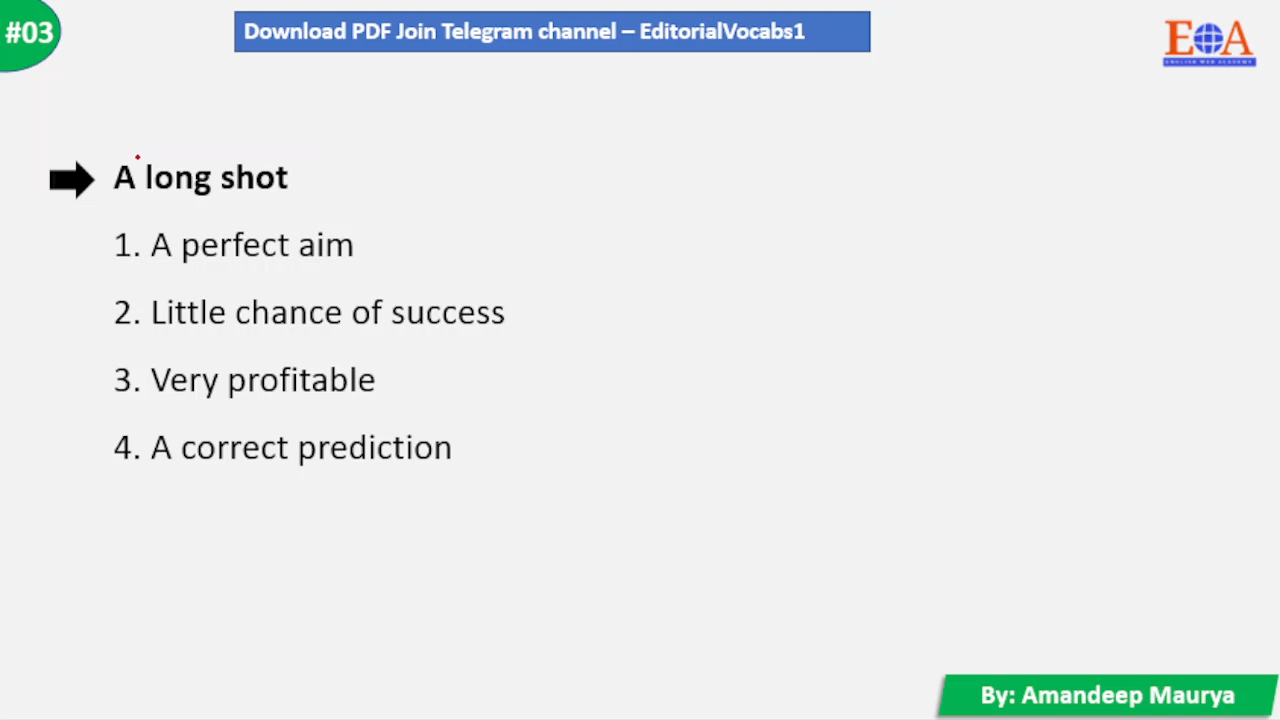 #03
Download PDF Join Telegram channel – EditorialVocabs1
A long shot
1. A perfect aim
2. Little chance of success
3. Very profitable
4. A correct prediction
By: Amandeep Maurya